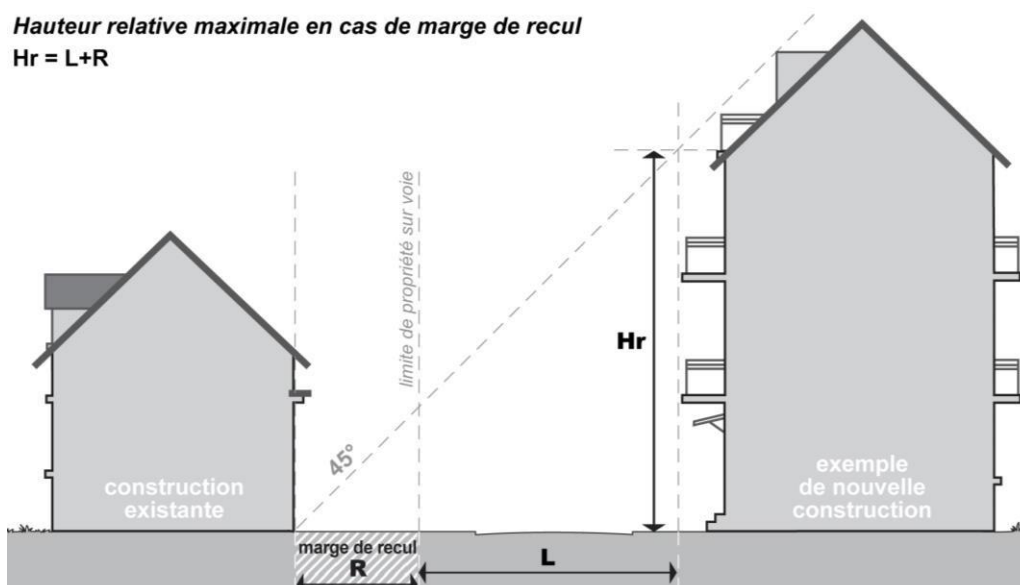 Hauteur relative maximale en cas de marge de recul
Hr = L+R
limite de propriété sur voie
45°
Hr
construction
existante
exemple
de nouvelle
construction
marge de recul
R
L